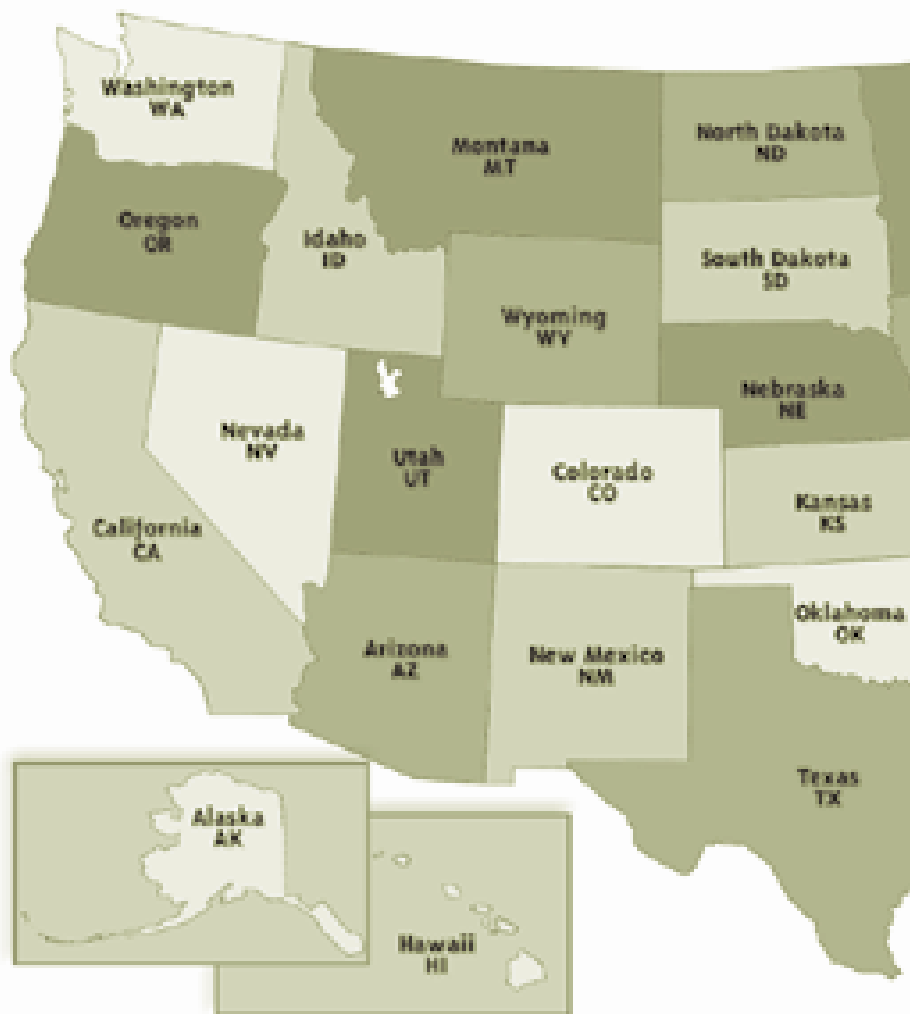 Washington
WA
Montana
MT
North Dakota
ND
Oregon
OR
Idaho
ID
South Dakota
SD
Wyoming
WY
Nebraska
NE
Nevada
NV
Utah
UT
Colorado
CO
Kansas
KS
California
CA
Oklahoma
OK
Arizona
AZ
New Mexico
NM
Texas
TX
Alaska
AK
Hawaii
HI